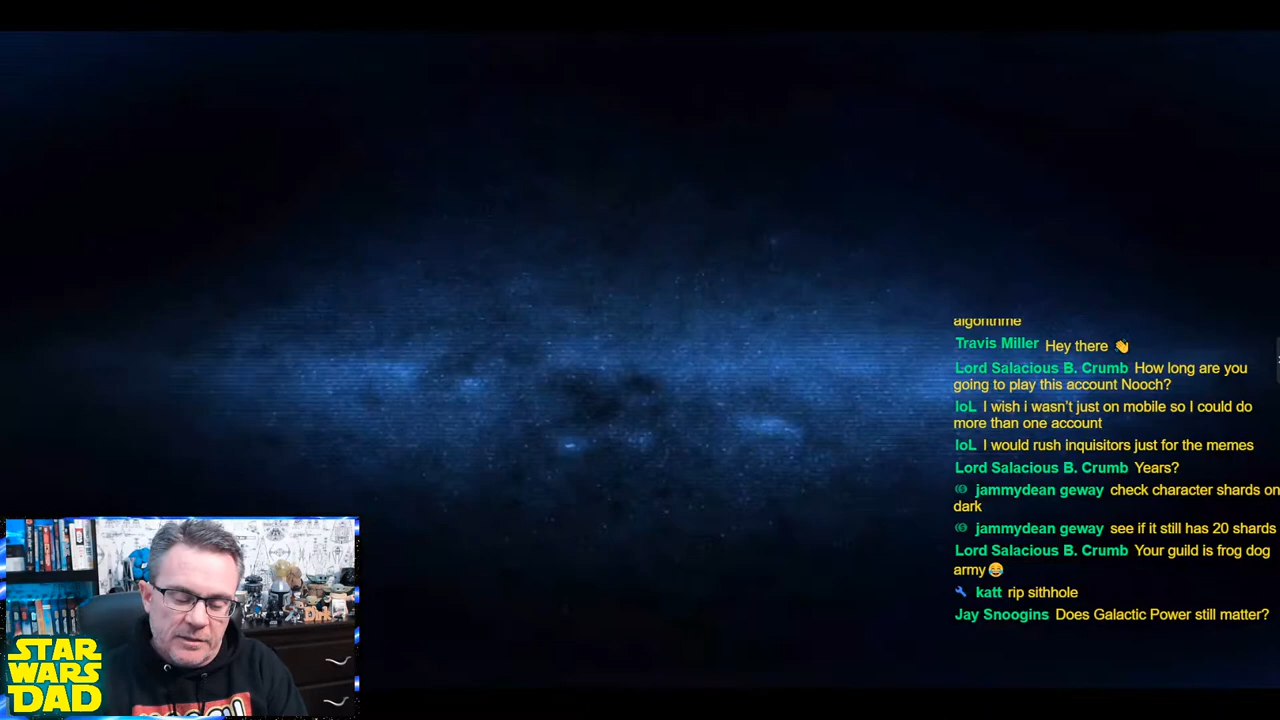 algorithme
Travis Miller Hey there 👋
Lord Salacious B. Crumb How long are you
going to play this account Nooch?
loL I wish i wasn't just on mobile so I could do
more than one account
loL I would rush inquisitors just for the memes
Lord Salacious B. Crumb Years?
jammydean geway check character shards on
dark
jammydean geway see if it still has 20 shards
Lord Salacious B. Crumb Your guild is frog dog
army😂
katt rip sithhole
Jay Snoogins Does Galactic Power still matter?
STAR
WARS
DAD